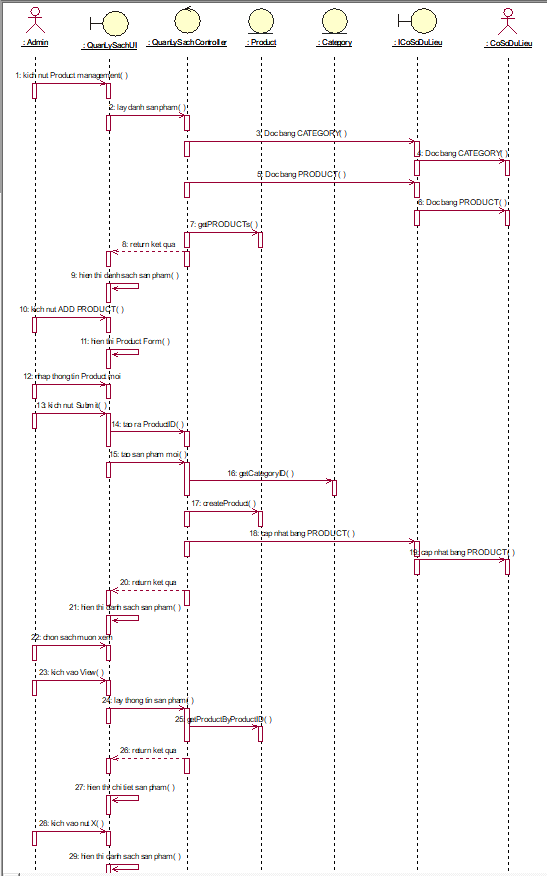 : Admin
: QuanLySachUI
: QuanLySachController
: Product
: Category
: ICoSoDuLieu
: CoSoDuLieu
1: kich nut Product management( )
2: lay danh san pham( )
3: Doc bang CATEGORY( )
4: Doc bang CATEGORY( )
5: Doc bang PRODUCT( )
6: Doc bang PRODUCT( )
7: getPRODUCTs( )
8: return ket qua
9: hien thi danh sach san pham( )
10: kich nut ADD PRODUCT( )
11: hien thi Product Form( )
12: nhap thong tin Product moi
13: kich nut Submit( )
14: tao ra ProductID( )
15: tao san pham moi( )
16: getCategoryID( )
17: createProduct( )
18: cap nhat bang PRODUCT( )
19: cap nhat bang PRODUCT( )
20: return ket qua
21: hien thi danh sach san pham( )
22: chon sach muon xem
23: kich vao View( )
24: lay thong tin san pham( )
25: getProductByProductID( )
26: return ket qua
27: hien thi chi tiet san pham( )
28: kich vao nut X( )
29: hien thi danh sach san pham( )